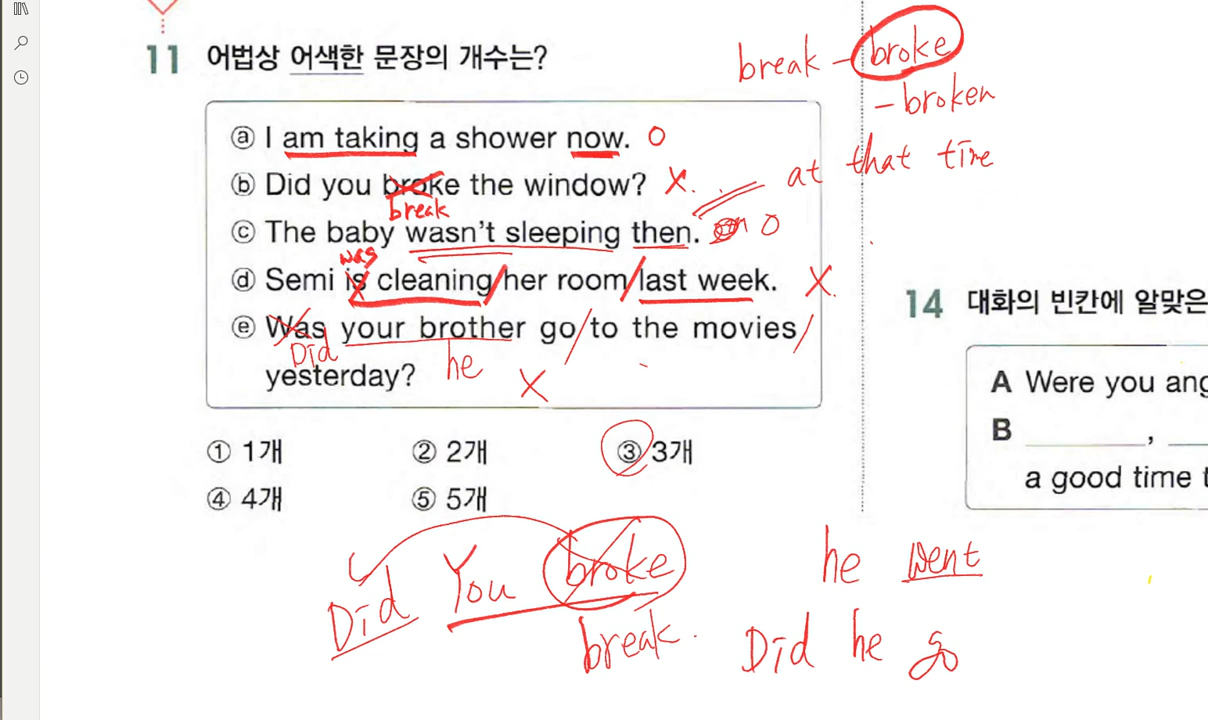 11 어법상 어색한 문장의 개수는?
break - broke
- broken
ⓐ I am taking a shower now. O
ⓑ Did you broke the window? X.
break
at that time
ⓒ The baby wasn't sleeping then. O
was
ⓓ Semi is cleaning/her room/last week. X.
ⓔ Was your brother go/to the movies/
Did
he
yesterday? X
① 1개 ② 2개 ③ 3개
④ 4개 ⑤ 5개
14 대화의 빈칸에 알맞은
A Were you ang
B ________, __
a good time t
Did You broke
break.
he went
Did he go